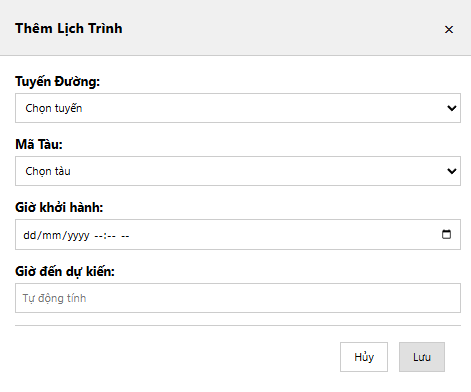 Thêm Lịch Trình ×
Tuyến Đường:
Chọn tuyến
Mã Tàu:
Chọn tàu
Giờ khởi hành:
dd/mm/yyyy --:-- --
Giờ đến dự kiến:
Tự động tính
Hủy Lưu